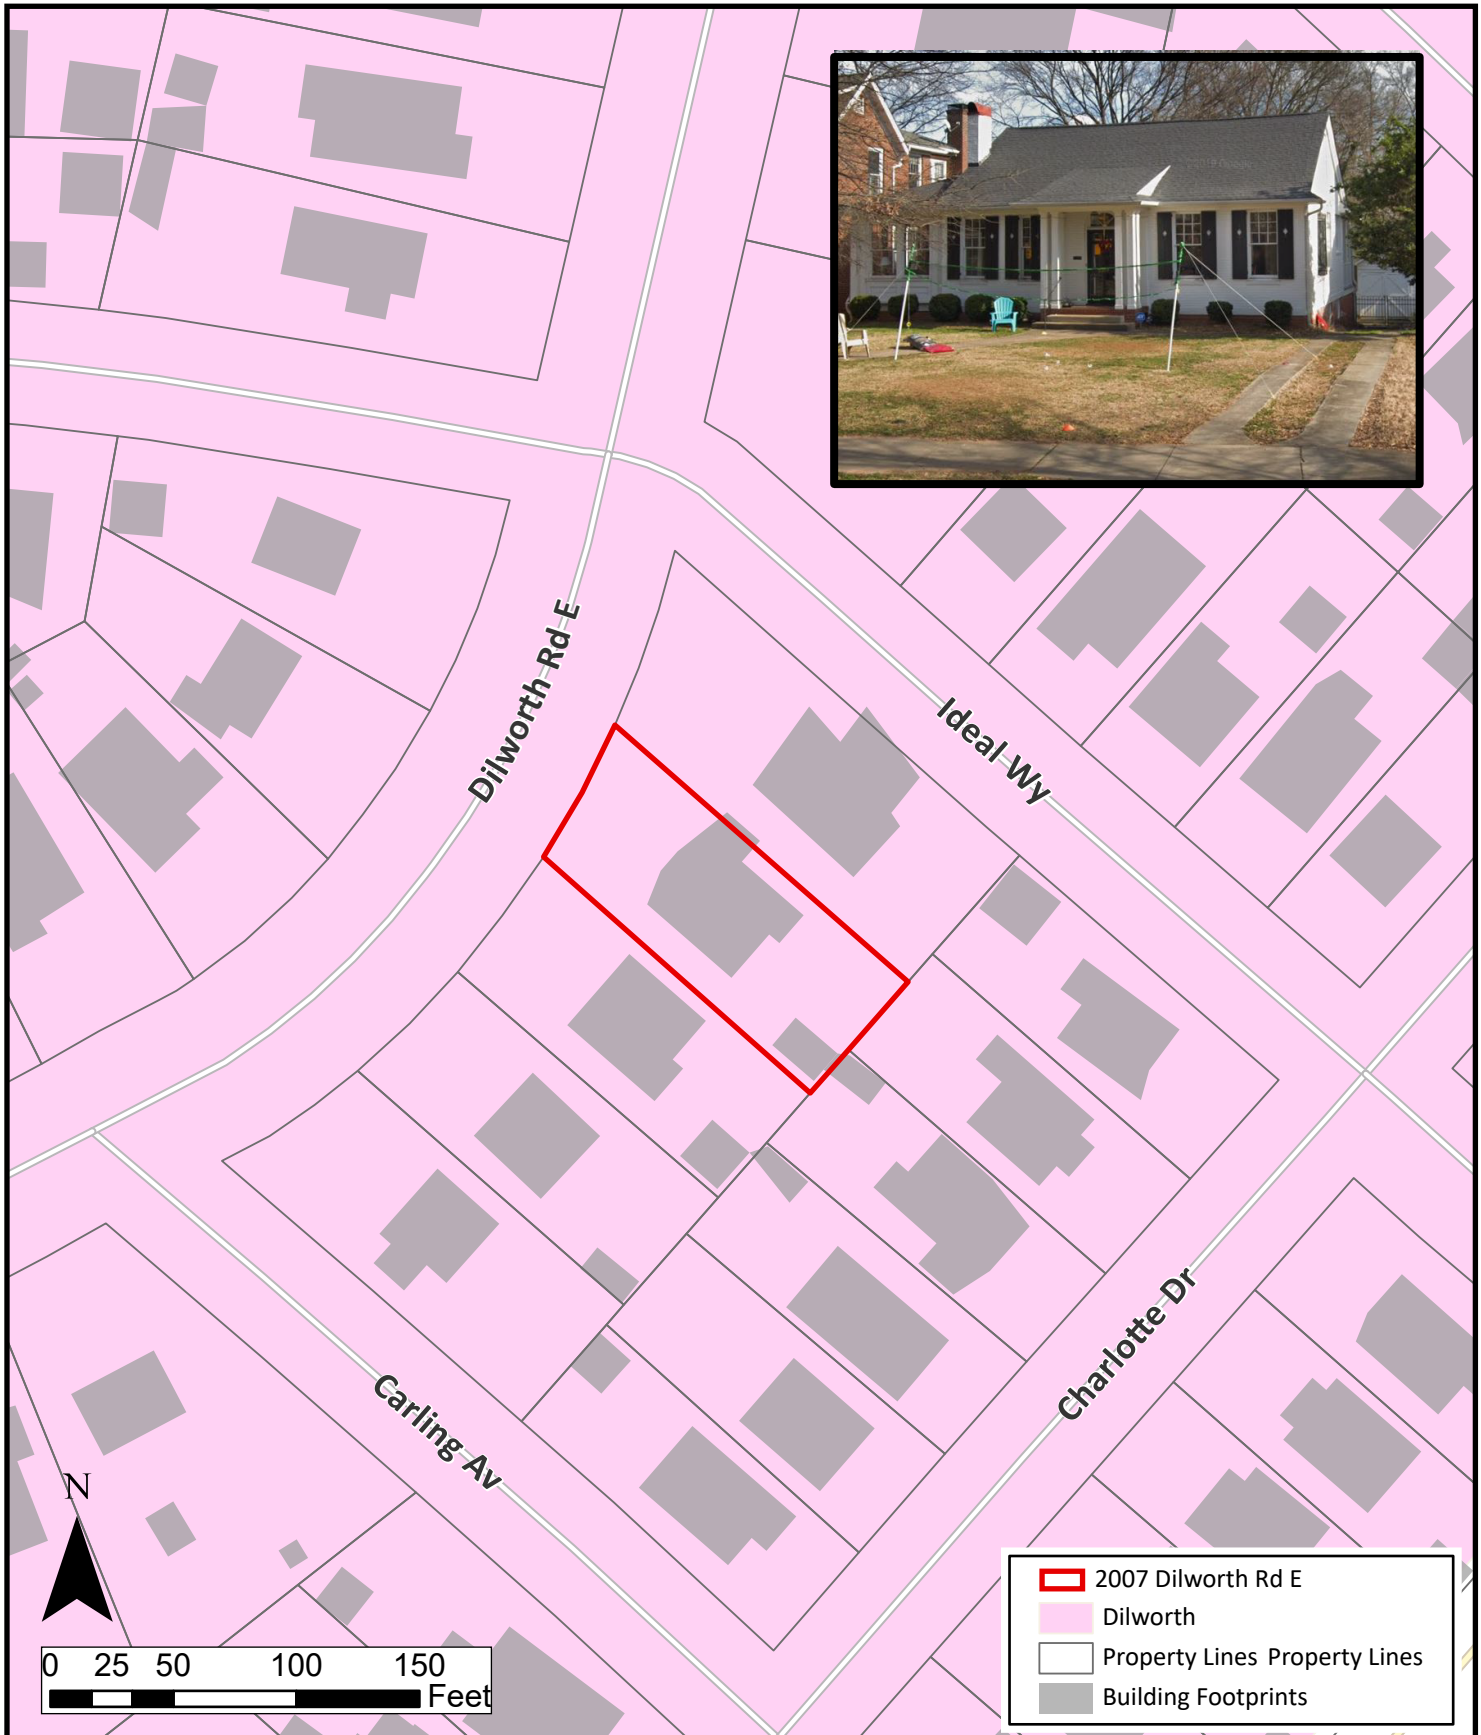 Dilworth Rd E
Ideal Wy
Charlotte Dr
Carling Av
N
0 25 50 100 150
Feet
2007 Dilworth Rd E
Dilworth
Property Lines Property Lines
Building Footprints